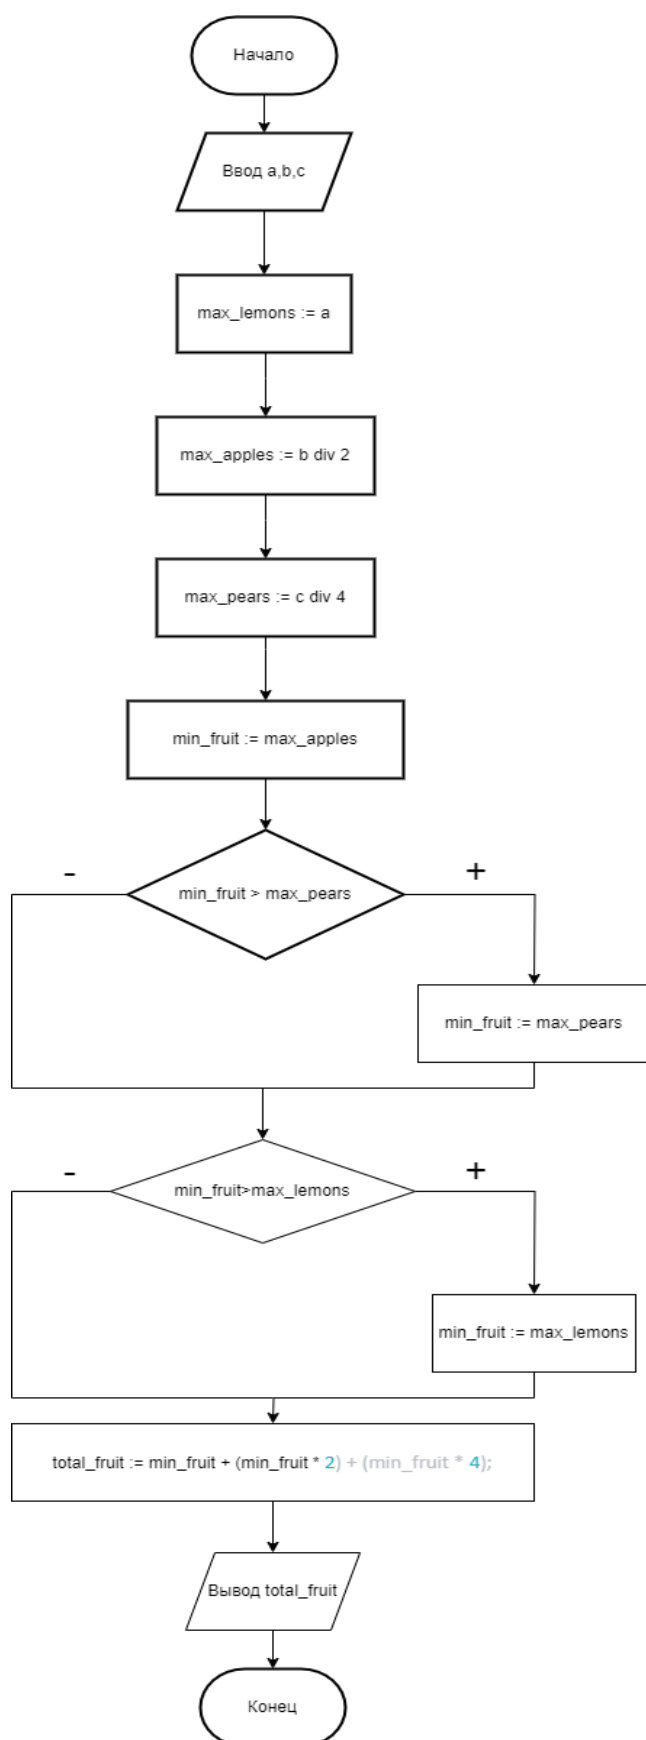 Начало
Ввод a,b,c
max_lemons := a
max_apples := b div 2
max_pears := c div 4
min_fruit := max_apples
-
+
min_fruit > max_pears
min_fruit := max_pears
-
+
min_fruit>max_lemons
min_fruit := max_lemons
total_fruit := min_fruit + (min_fruit * 2) + (min_fruit * 4);
Вывод total_fruit
Конец